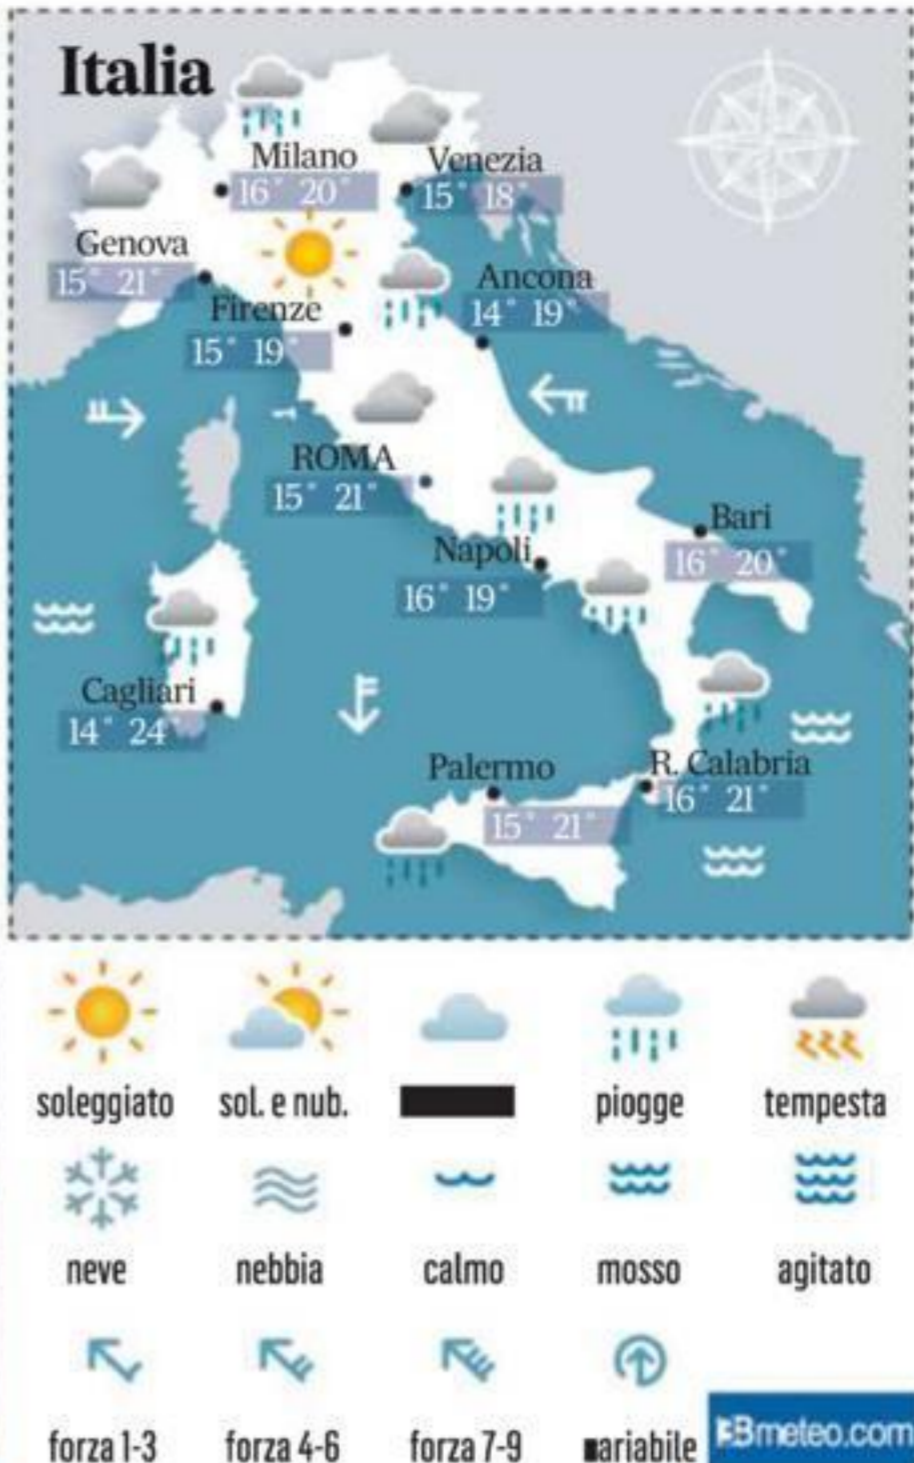 Italia
Milano
16° 20°
Venezia
15° 18°
Genova
15° 21°
Ancona
14° 19°
Firenze
15° 19°
ROMA
15° 21°
Bari
16° 20°
Napoli
16° 19°
Cagliari
14° 24°
Palermo
15° 21°
R. Calabria
16° 21°
soleggiato sol. e nub. piogge tempesta
neve nebbia calmo mosso agitato
forza 1-3 forza 4-6 forza 7-9 ariabile
3Bmeteo.com